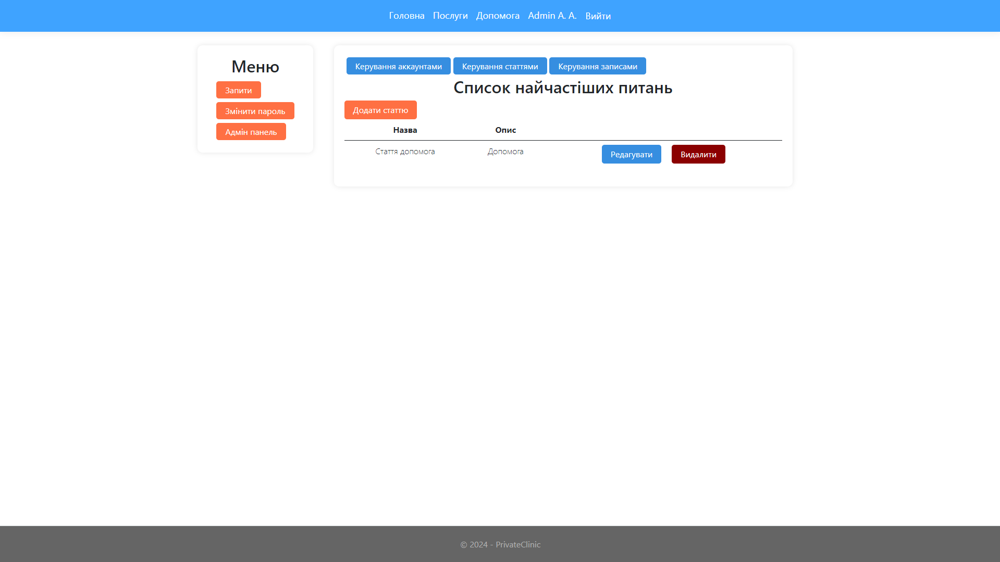 Головна Послуги Допомога Admin A. A. Вийти
Меню
Запити
Змінити пароль
Адмін панель
Керування аккаунтами Керування статтями Керування записами
Список найчастіших питань
Додати статтю
Назва Опис
Стаття допомога Допомога Редагувати Видалити
© 2024 - PrivateClinic